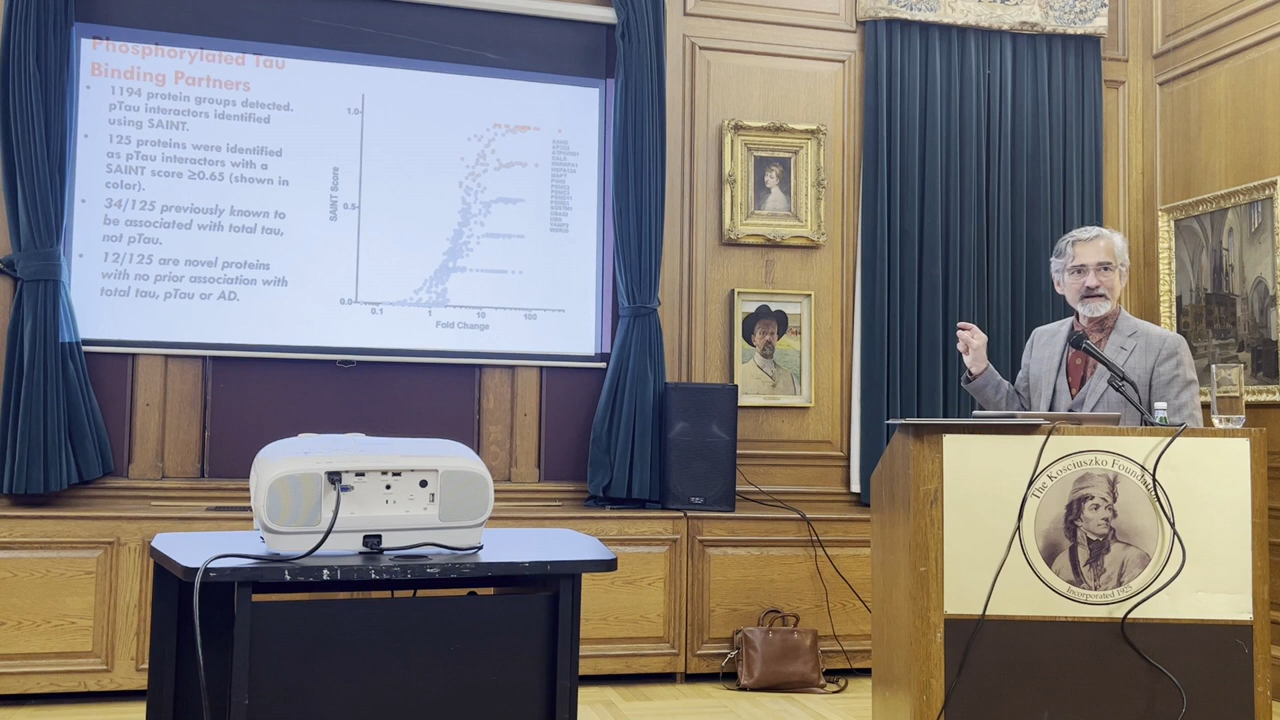 Phosphorylated Tau
Binding Partners
• 1194 protein groups detected.
pTau interactors identified
using SAINT.
• 125 proteins were identified
as pTau interactors with a
SAINT score ≥0.65 (shown in
color).
• 34/125 previously known to
be associated with total tau,
not pTau.
• 12/125 are novel proteins
with no prior association with
total tau, pTau or AD.
SAINT Score
1.0
0.5
0.0
0.1 1 10 100
Fold Change
The Kosciuszko Foundation
Incorporated 1925